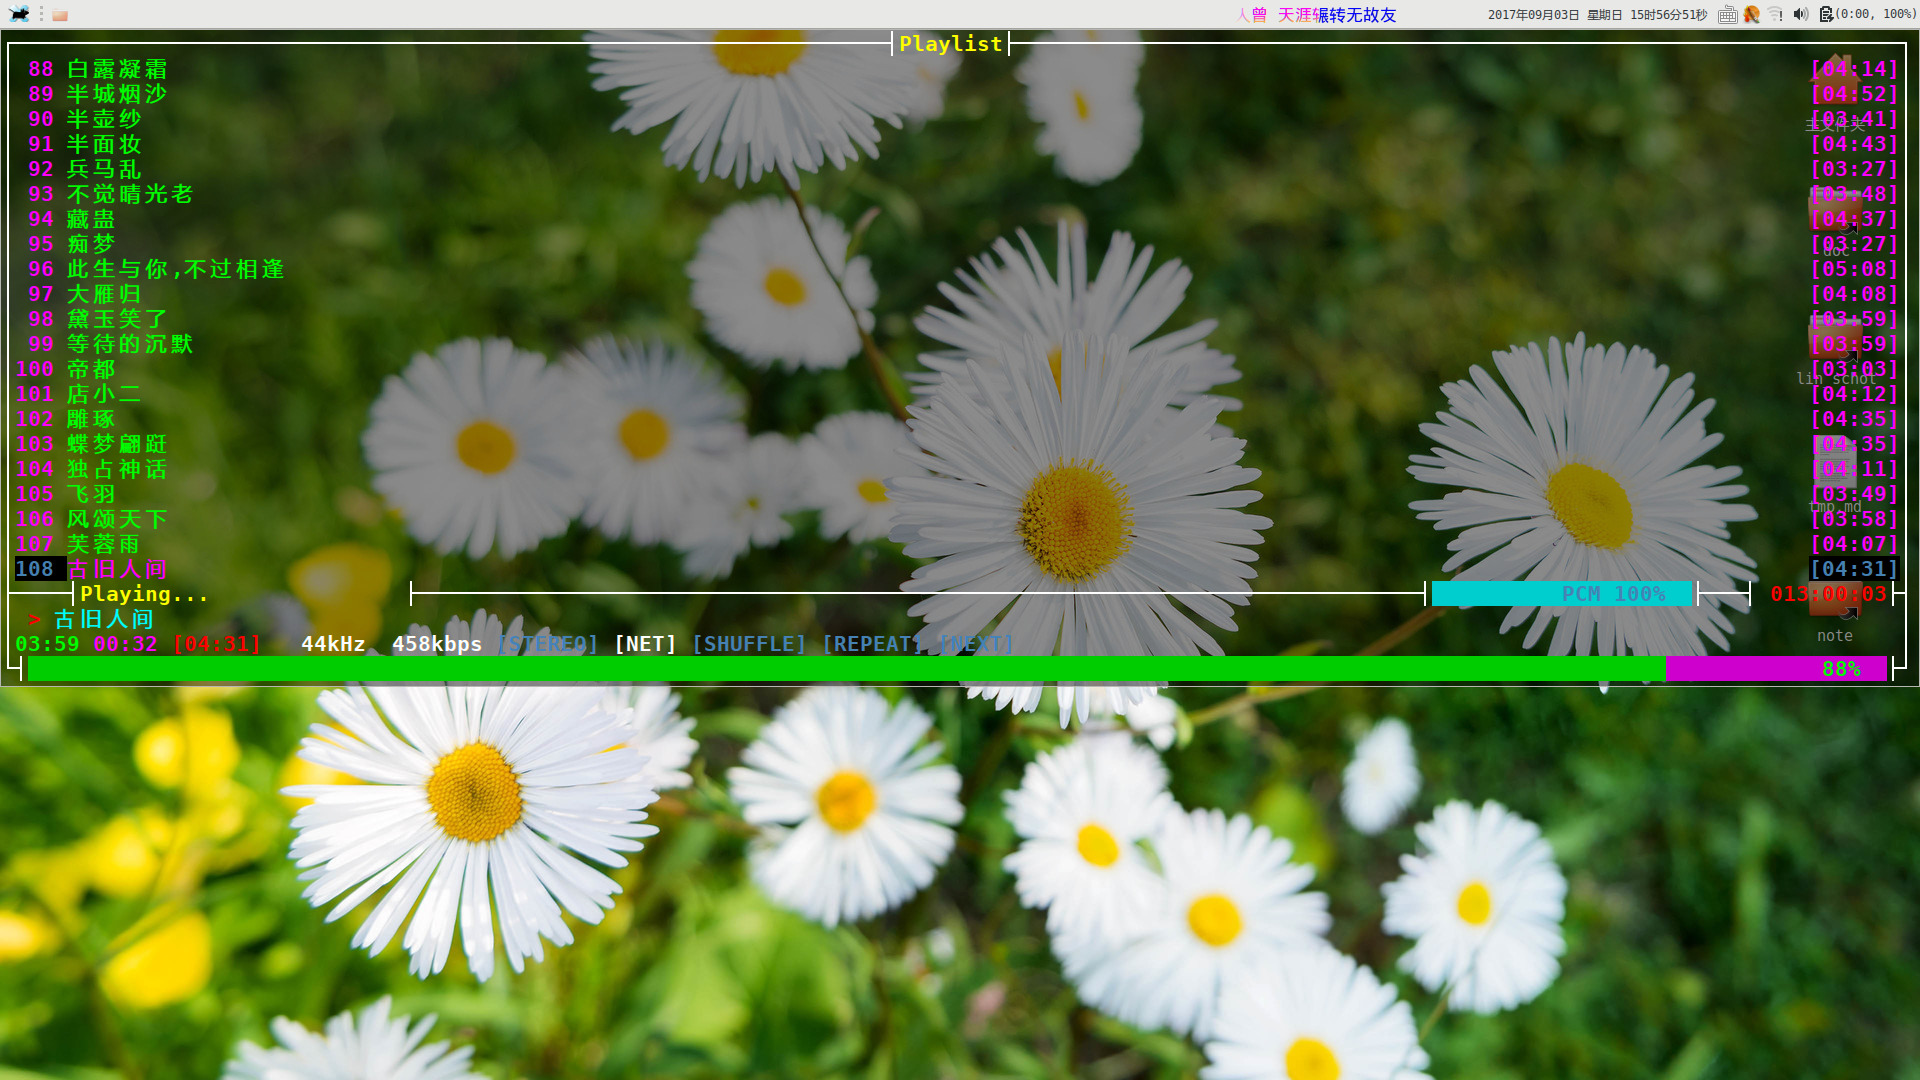 人曾 天涯辗转无故友 2017年09月03日 星期日 15时56分51秒 (0:00, 100%)
Playlist
88 白露凝霜 [04:14]
89 半城烟沙 [04:52]
90 半壶纱 [03:41]
主文件夹
91 半面妆 [04:43]
92 兵马乱 [03:27]
93 不觉晴光老 [03:48]
94 藏蛊 [04:37]
95 痴梦 [03:27]
doc
96 此生与你,不过相逢 [05:08]
97 大雁归 [04:08]
98 黛玉笑了 [03:59]
99 等待的沉默 [03:59]
100 帝都 [03:03]
lin schot
101 店小二 [04:12]
102 雕琢 [04:35]
103 蝶梦翩跹 [04:35]
104 独占神话 [04:11]
105 飞羽 [03:49]
tmp.md
106 风颂天下 [03:58]
107 芙蓉雨 [04:07]
108 古旧人间 [04:31]
Playing... PCM 100% 013:00:03
> 古旧人间
note
03:59 00:32 [04:31] 44kHz 458kbps [STEREO] [NET] [SHUFFLE] [REPEAT] [NEXT]
88%